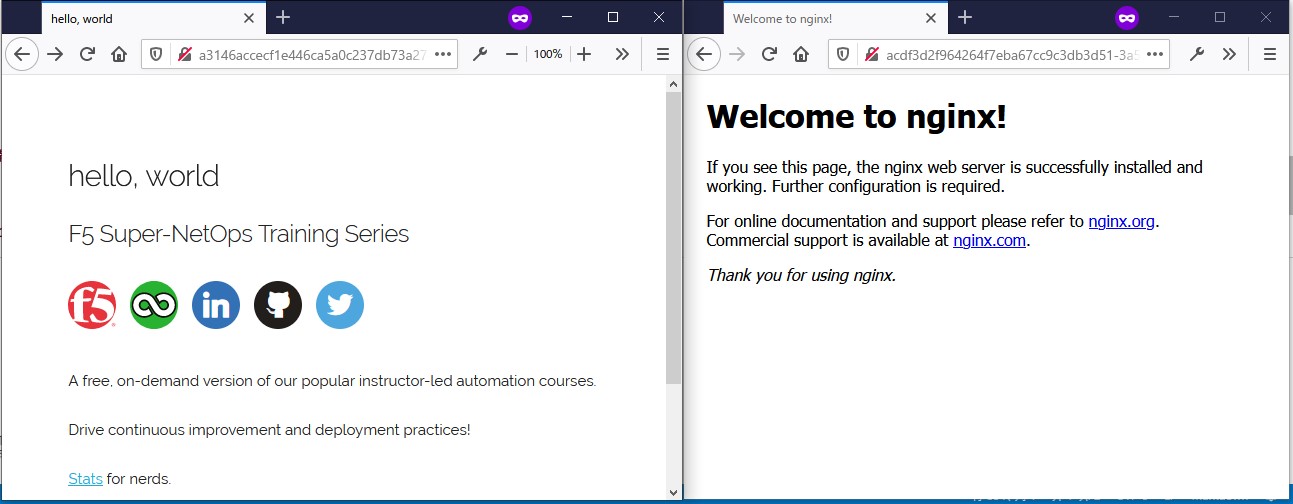 hello, world
a3146accecf1e446ca5a0c237db73a27
100%
hello, world
F5 Super-NetOps Training Series
f5
in
A free, on-demand version of our popular instructor-led automation courses.
Drive continuous improvement and deployment practices!
Stats for nerds.
Welcome to nginx!
acdf3d2f964264f7eba67cc9c3db3d51-3a5
Welcome to nginx!
If you see this page, the nginx web server is successfully installed and
working. Further configuration is required.
For online documentation and support please refer to nginx.org.
Commercial support is available at nginx.com.
Thank you for using nginx.